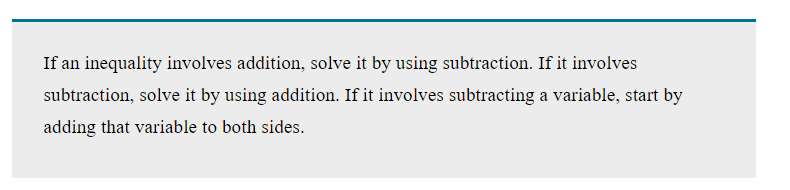 If an inequality involves addition, solve it by using subtraction. If it involves
subtraction, solve it by using addition. If it involves subtracting a variable, start by
adding that variable to both sides.